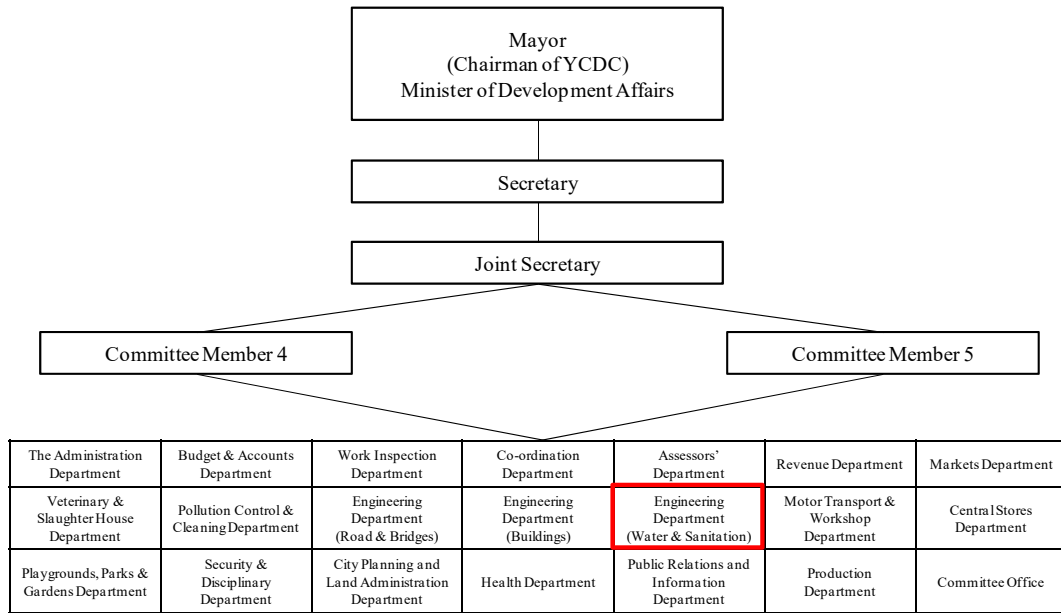 Mayor
(Chairman of YCDC)
Minister of Development Affairs
Secretary
Joint Secretary
Committee Member 4
Committee Member 5
The Administration
Department
Budget & Accounts
Department
Work Inspection
Department
Co-ordination
Department
Assessors'
Department
Revenue Department
Markets Department
Veterinary &
Slaughter House
Department
Pollution Control &
Cleaning Department
Engineering
Department
(Road & Bridges)
Engineering
Department
(Buildings)
Engineering
Department
(Water & Sanitation)
Motor Transport &
Workshop
Department
Central Stores
Department
Playgrounds, Parks &
Gardens Department
Security &
Disciplinary
Department
City Planning and
Land Administration
Department
Health Department
Public Relations and
Information
Department
Production
Department
Committee Office